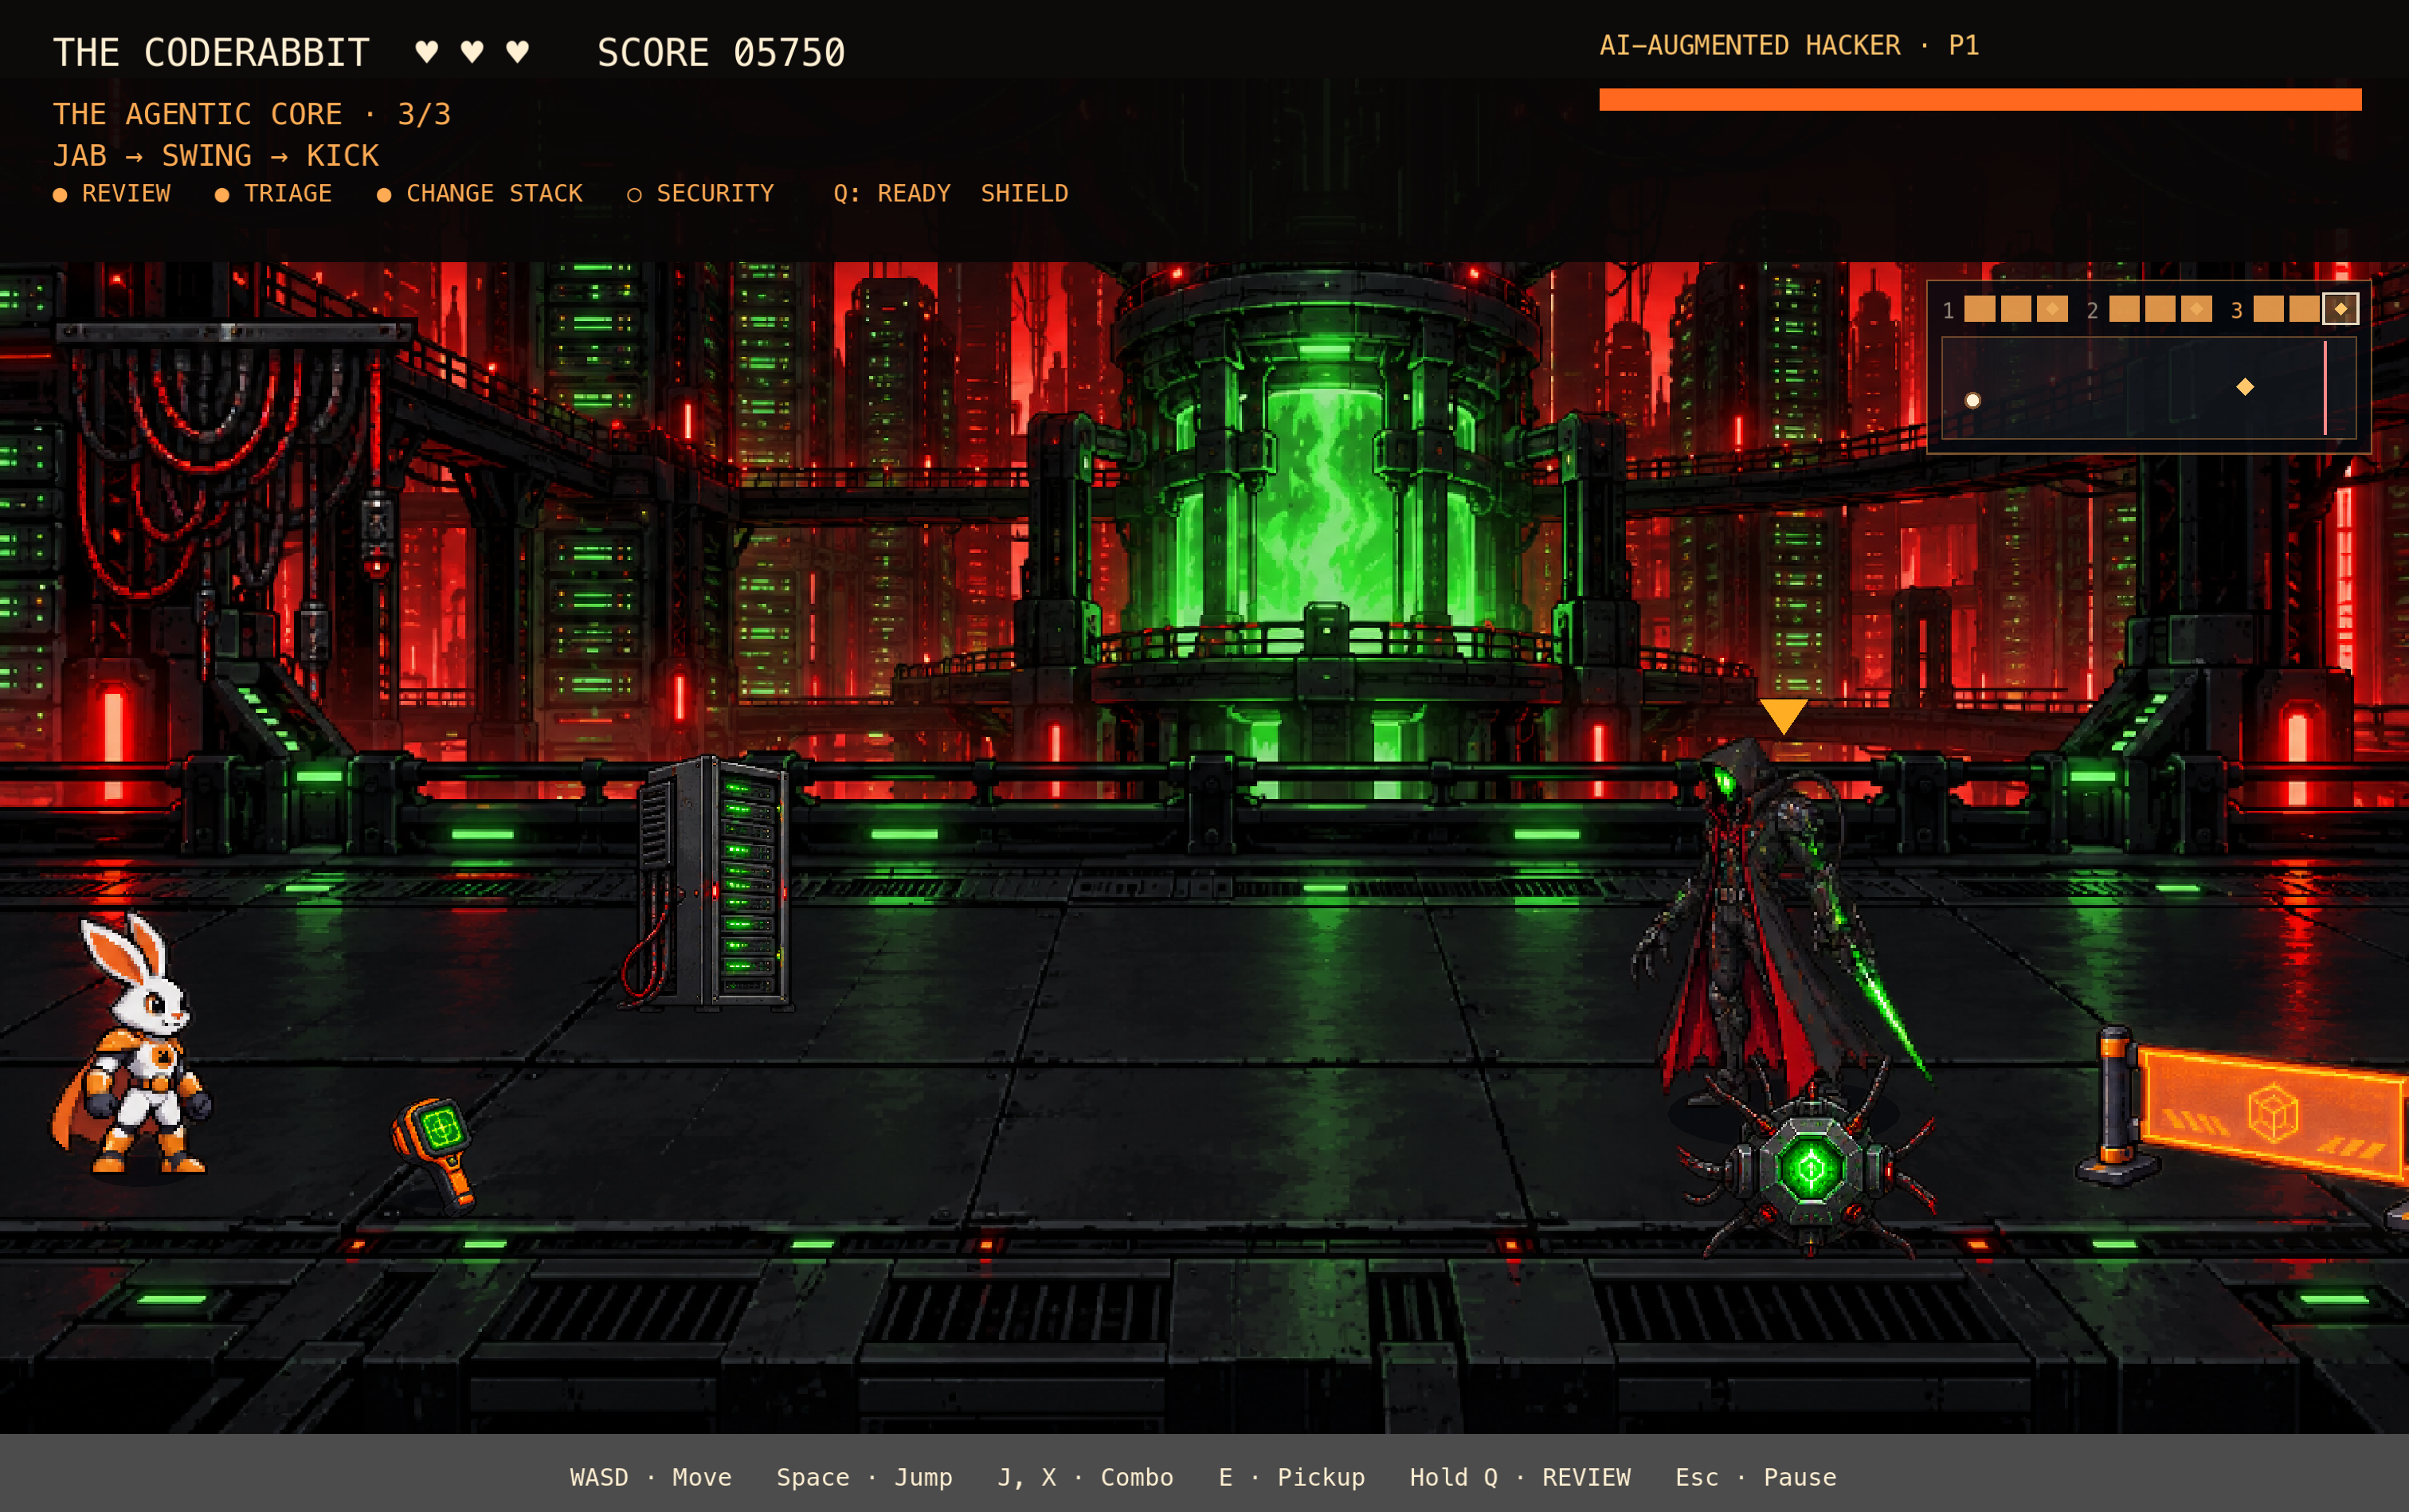 THE CODERABBIT ♥ ♥ ♥ SCORE 05750
AI–AUGMENTED HACKER · P1
THE AGENTIC CORE · 3/3
JAB → SWING → KICK
● REVIEW ● TRIAGE ● CHANGE STACK ○ SECURITY Q: READY SHIELD
1 2 3
WASD · Move Space · Jump J, X · Combo E · Pickup Hold Q · REVIEW Esc · Pause